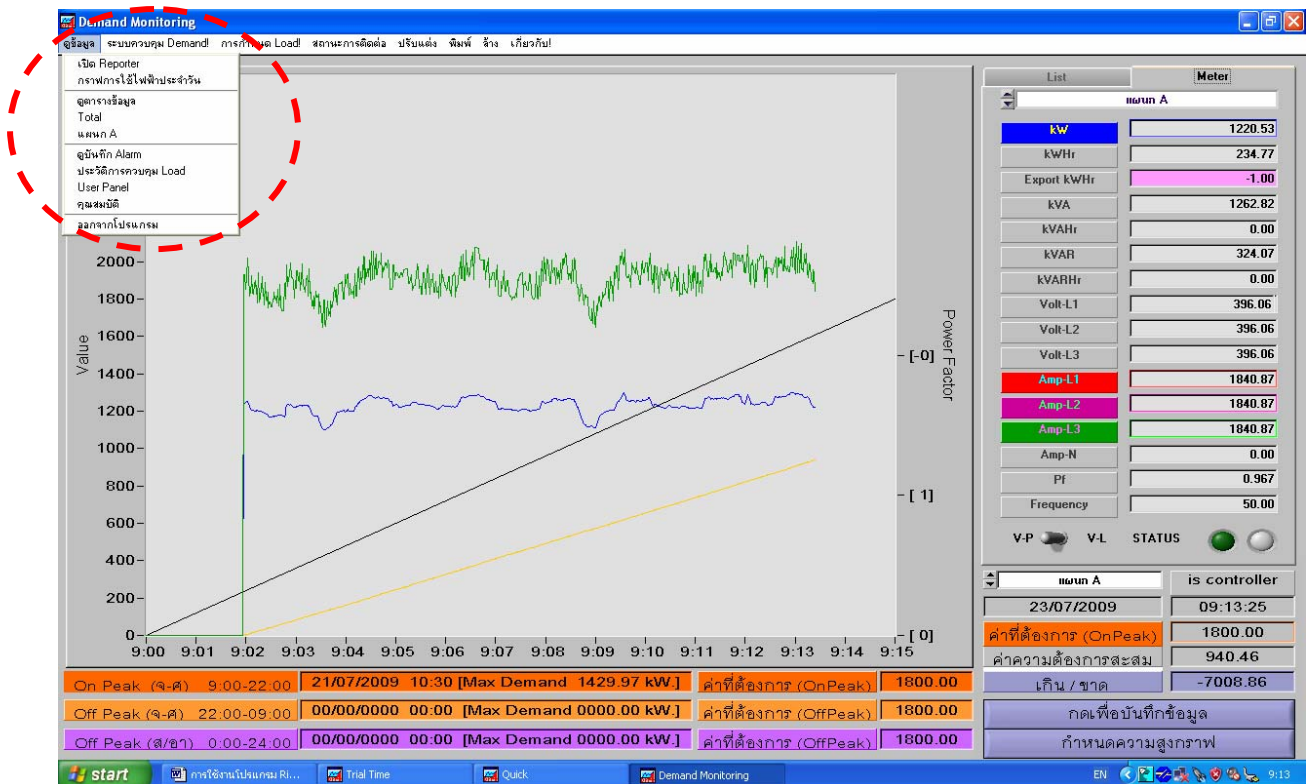 Demand Monitoring
ดูข้อมูล ระบบควบคุม Demand! การกำหนด Load! สถานะการติดต่อ ปรับแต่ง พิมพ์ ล้าง เกี่ยวกับ!
เปิด Reporter
กราฟการใช้ไฟฟ้าประจำวัน
ดูตารางข้อมูล
Total
แผนก A
ดูบันทึก Alarm
ประวัติการควบคุม Load
User Panel
คุณสมบัติ
ออกจากโปรแกรม
Value
2000
1800
1600
1400
1200
1000
800
600
400
200
0
9:00 9:01 9:02 9:03 9:04 9:05 9:06 9:07 9:08 9:09 9:10 9:11 9:12 9:13 9:14 9:15
Power Factor
[-0]
[ 1]
[ 0]
List Meter
แผนก A
kW 1220.53
kWHr 234.77
Export kWHr -1.00
kVA 1262.82
kVAHr 0.00
kVAR 324.07
kVARHr 0.00
Volt-L1 396.06
Volt-L2 396.06
Volt-L3 396.06
Amp-L1 1840.87
Amp-L2 1840.87
Amp-L3 1840.87
Amp-N 0.00
Pf 0.967
Frequency 50.00
V-P V-L STATUS
แผนก A is controller
23/07/2009 09:13:25
ค่าที่ต้องการ (OnPeak) 1800.00
ค่าความต้องการสะสม 940.46
เกิน / ขาด -7008.86
กดเพื่อบันทึกข้อมูล
กำหนดความสูงกราฟ
On Peak (จ-ศ) 9:00-22:00 21/07/2009 10:30 [Max Demand 1429.97 kW.] ค่าที่ต้องการ (OnPeak) 1800.00
Off Peak (จ-ศ) 22:00-09:00 00/00/0000 00:00 [Max Demand 0000.00 kW.] ค่าที่ต้องการ (OffPeak) 1800.00
Off Peak (ส/อา) 0:00-24:00 00/00/0000 00:00 [Max Demand 0000.00 kW.] ค่าที่ต้องการ (OffPeak) 1800.00
start การใช้งานโปรแกรม Ri... Trial Time Quick Demand Monitoring EN 9:13